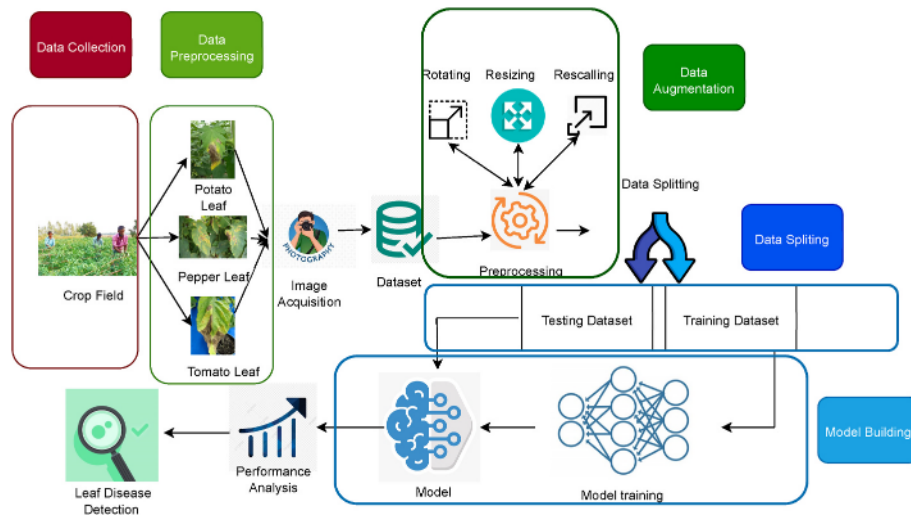 Data Collection
Data
Preprocessing
Rotating
Resizing
Rescalling
Data
Augmentation
Potato
Leaf
Data Splitting
Data Spliting
PHOTOGRAPHY
Pepper Leaf
Crop Field
Image
Acquisition
Dataset
Preprocessing
Testing Dataset
Training Dataset
Tomato Leaf
Model Building
Performance
Analysis
Model
Model training
Leaf Disease
Detection